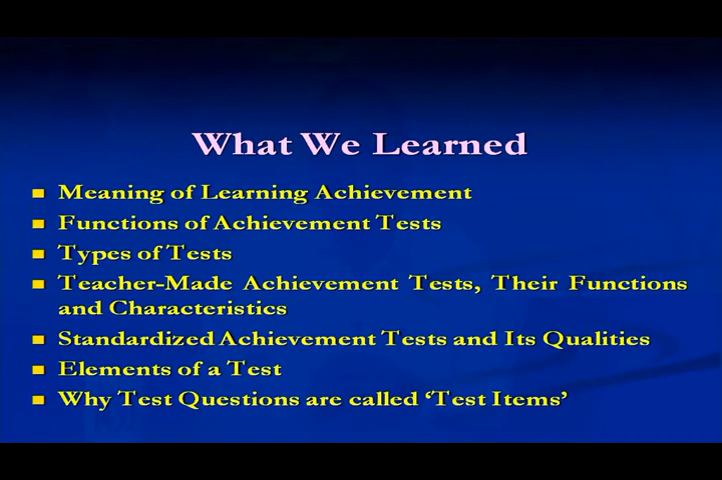 What We Learned
Meaning of Learning Achievement
Functions of Achievement Tests
Types of Tests
Teacher-Made Achievement Tests, Their Functions
and Characteristics
Standardized Achievement Tests and Its Qualities
Elements of a Test
Why Test Questions are called ‘Test Items’